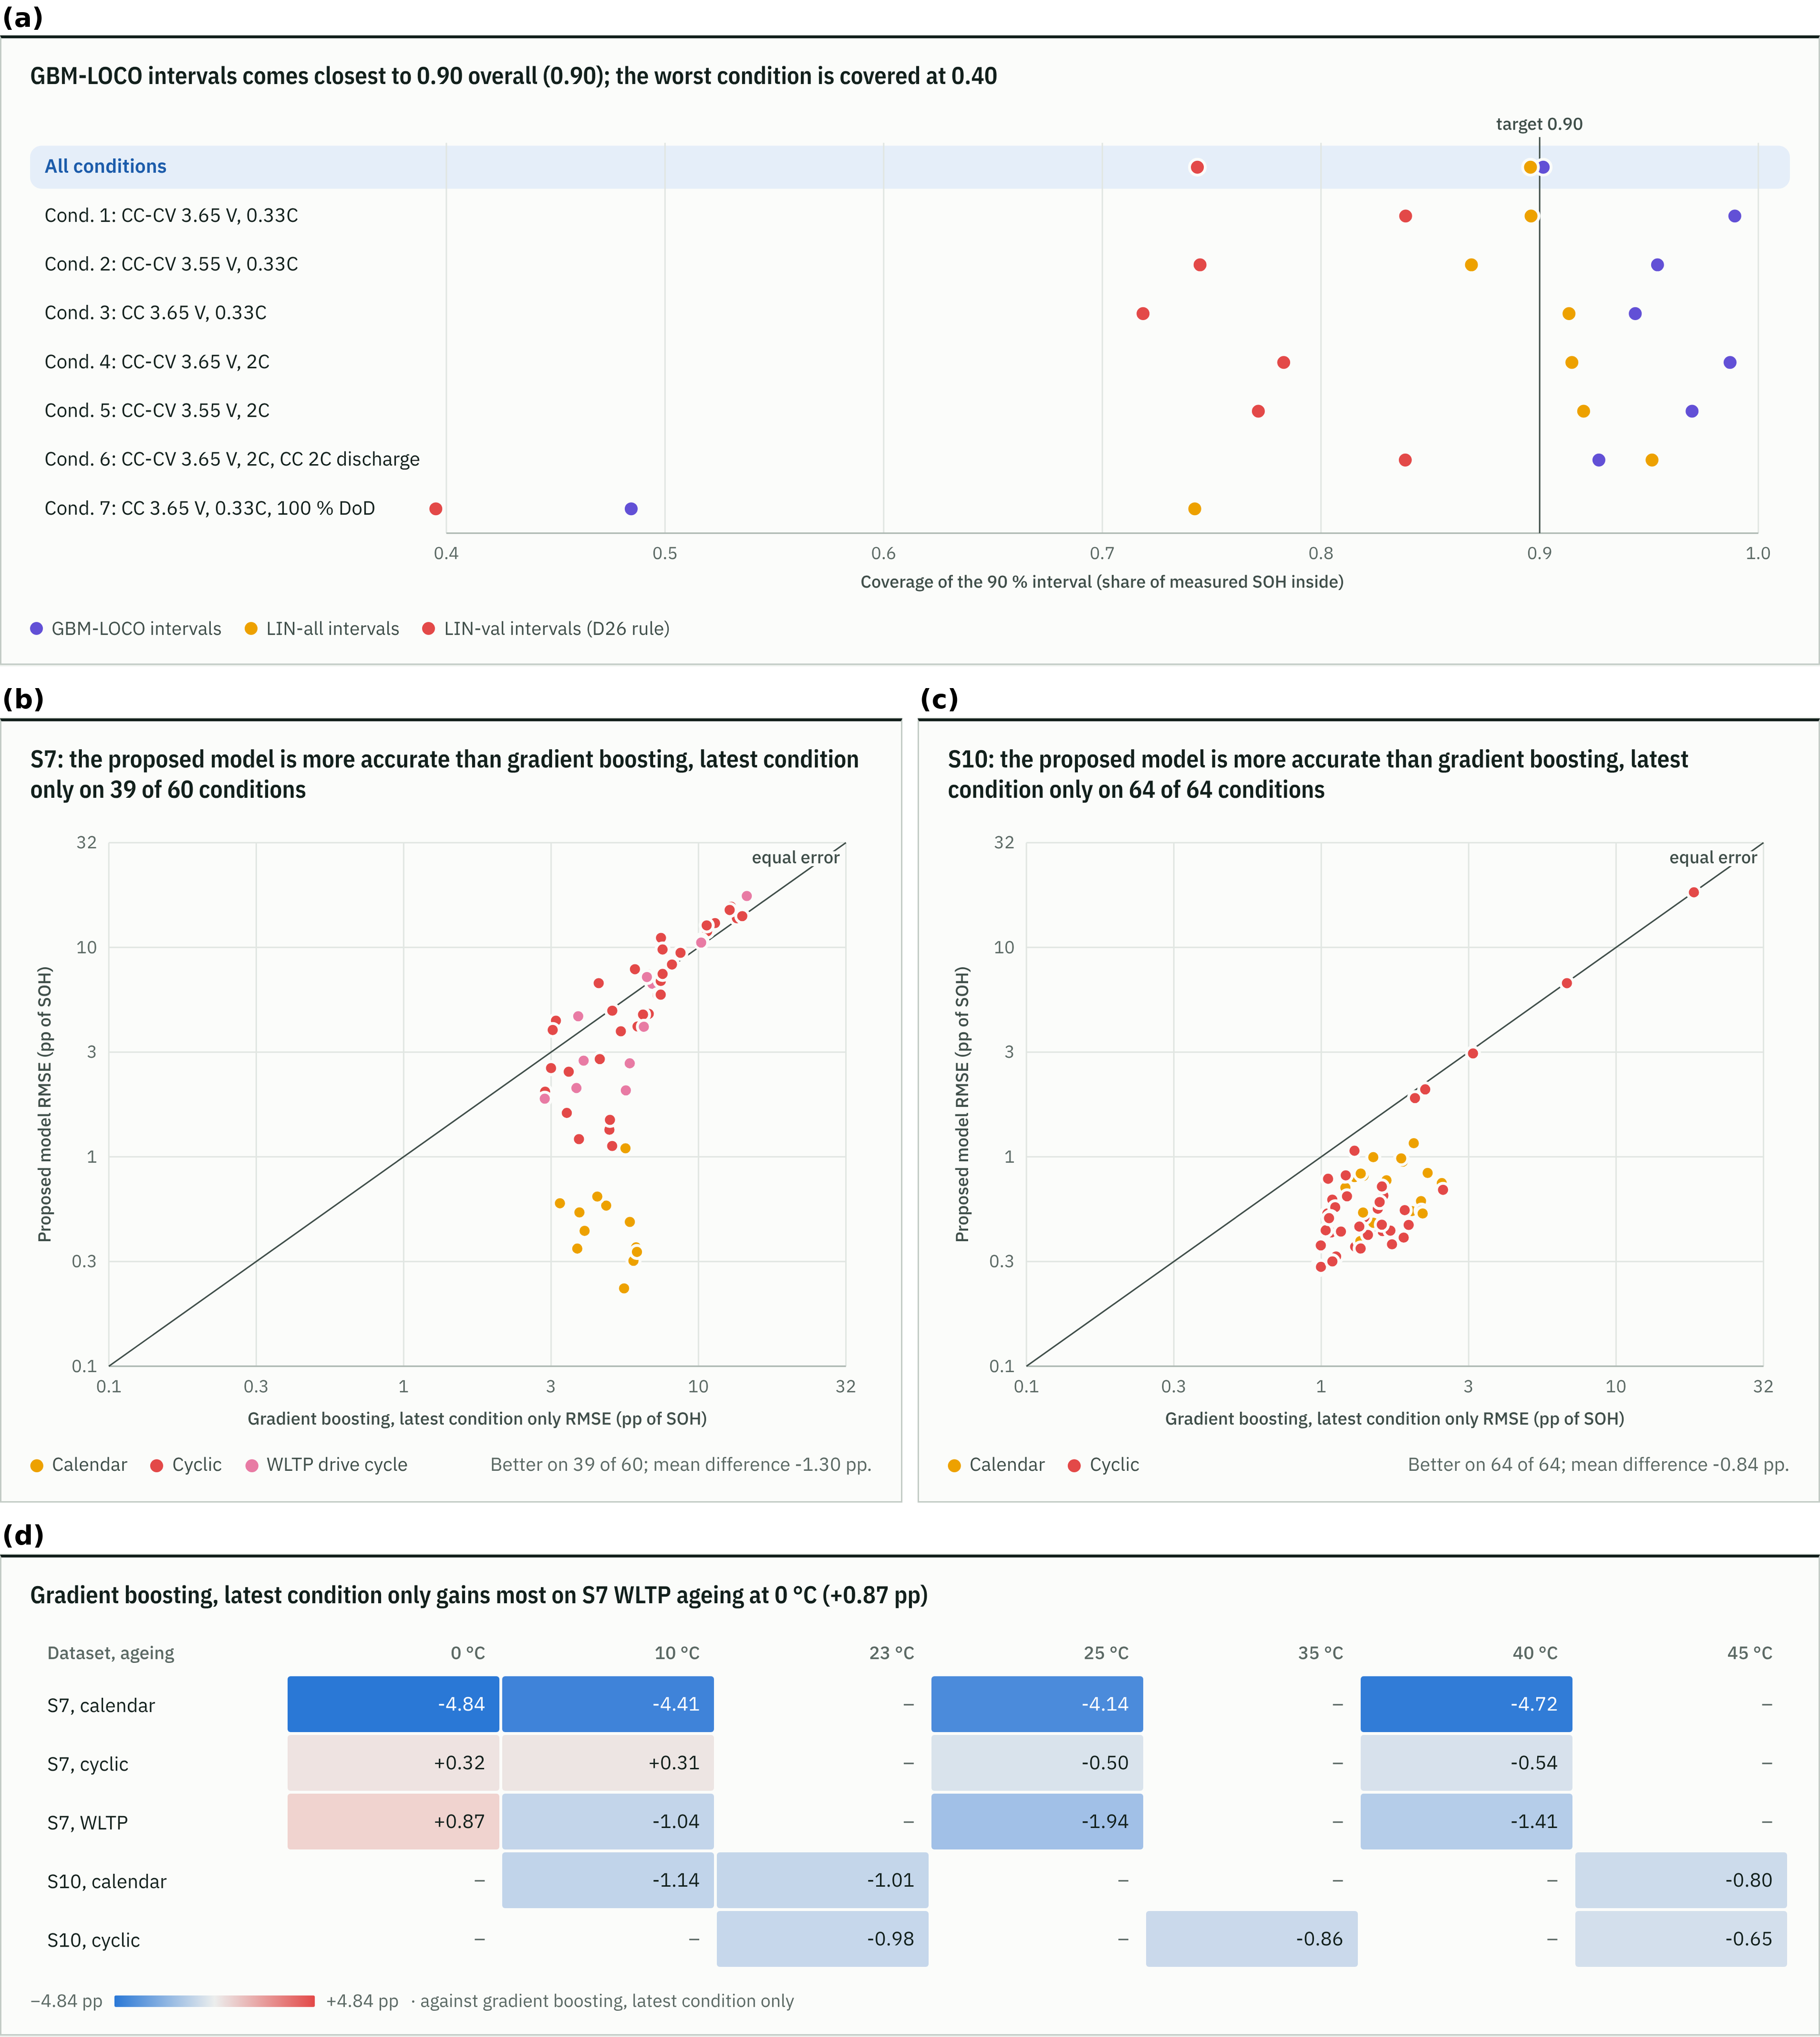 (a)
GBM-LOCO intervals comes closest to 0.90 overall (0.90); the worst condition is covered at 0.40
target 0.90
All conditions
Cond. 1: CC-CV 3.65 V, 0.33C
Cond. 2: CC-CV 3.55 V, 0.33C
Cond. 3: CC 3.65 V, 0.33C
Cond. 4: CC-CV 3.65 V, 2C
Cond. 5: CC-CV 3.55 V, 2C
Cond. 6: CC-CV 3.65 V, 2C, CC 2C discharge
Cond. 7: CC 3.65 V, 0.33C, 100 % DoD
0.4 0.5 0.6 0.7 0.8 0.9 1.0
Coverage of the 90 % interval (share of measured SOH inside)
GBM-LOCO intervals LIN-all intervals LIN-val intervals (D26 rule)
(b)
S7: the proposed model is more accurate than gradient boosting, latest condition
only on 39 of 60 conditions
32
equal error
10
3
1
0.3
0.1
Proposed model RMSE (pp of SOH)
0.1 0.3 1 3 10 32
Gradient boosting, latest condition only RMSE (pp of SOH)
Calendar Cyclic WLTP drive cycle Better on 39 of 60; mean difference -1.30 pp.
(c)
S10: the proposed model is more accurate than gradient boosting, latest
condition only on 64 of 64 conditions
32
equal error
10
3
1
0.3
0.1
Proposed model RMSE (pp of SOH)
0.1 0.3 1 3 10 32
Gradient boosting, latest condition only RMSE (pp of SOH)
Calendar Cyclic Better on 64 of 64; mean difference -0.84 pp.
(d)
Gradient boosting, latest condition only gains most on S7 WLTP ageing at 0 °C (+0.87 pp)
Dataset, ageing 0 °C 10 °C 23 °C 25 °C 35 °C 40 °C 45 °C
S7, calendar -4.84 -4.41 – -4.14 – -4.72 –
S7, cyclic +0.32 +0.31 – -0.50 – -0.54 –
S7, WLTP +0.87 -1.04 – -1.94 – -1.41 –
S10, calendar – -1.14 -1.01 – – – -0.80
S10, cyclic – – -0.98 – -0.86 – -0.65
−4.84 pp +4.84 pp · against gradient boosting, latest condition only